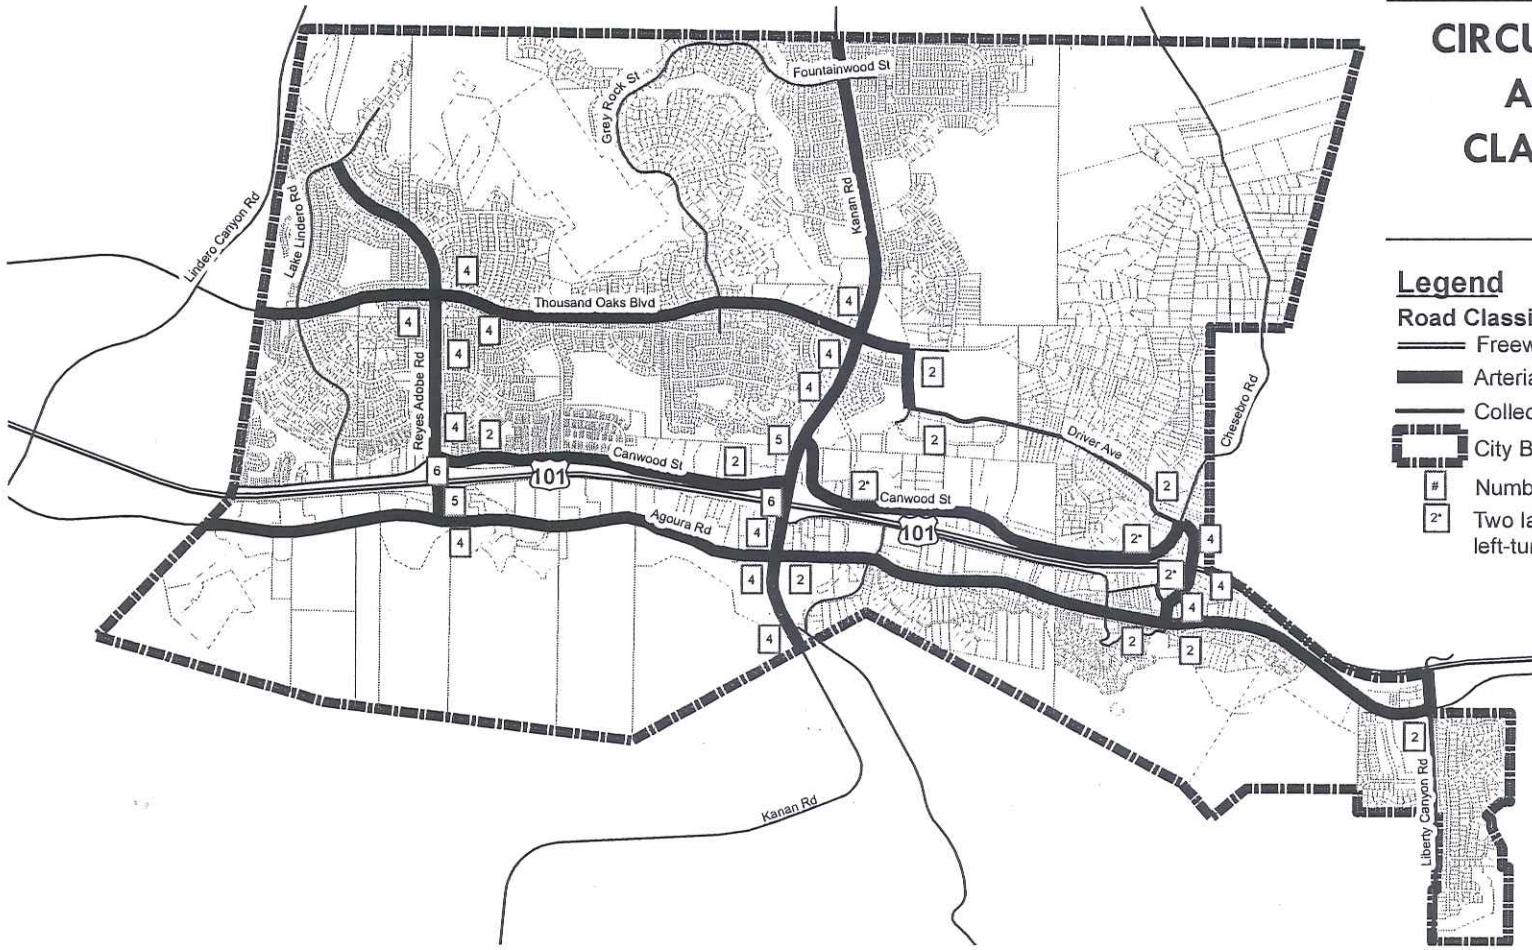 CIRCU
A
CLA
Legend
Road Classi
Freew
Arteria
Collec
City B
# Numb
2* Two la
left-tur
Fountainwood St
Grey Rock St
Kanan Rd
Lindero Canyon Rd
Lake Lindero Rd
4
Thousand Oaks Blvd
4
4
4
4
4
Reyes Adobe Rd
2
4
Chesebro Rd
4
2
5
2
Driver Ave
Canwood St
2
6
101
2*
2
5
6
Canwood St
Agoura Rd
101
4
4
2*
4
2*
4
2
4
4
4
2
2
2
Liberty Canyon Rd
Kanan Rd